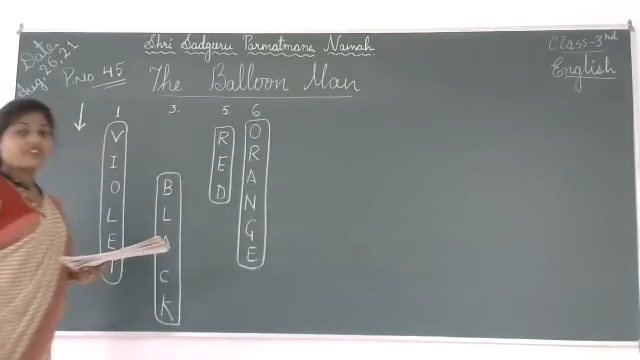 Shri Sadguru Parmatmane Namah
Class-3rd
English
Date
Aug, 26, 21
P.No 45
The Balloon Man
1 3. 5. 6
VIOLET
BLACK
RED
ORANGE